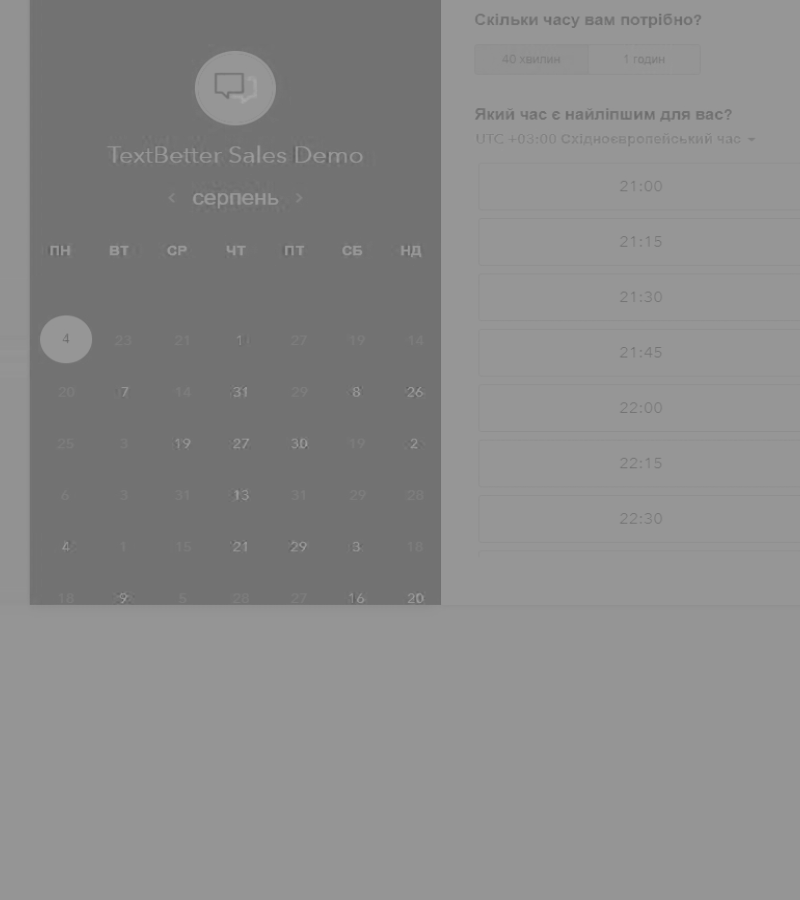 TextBetter Sales Demo
серпень
ПН ВТ СР ЧТ ПТ СБ НД
4 23 21 1 27 19 14
20 7 14 31 29 8 26
25 3 19 27 30 19 2
6 3 31 13 31 29 28
4 1 15 21 29 3 18
18 9 5 28 27 16 20
Скільки часу вам потрібно?
40 хвилин 1 годин
Який час є найліпшим для вас?
UTC +03:00 Східноєвропейський час
21:00
21:15
21:30
21:45
22:00
22:15
22:30